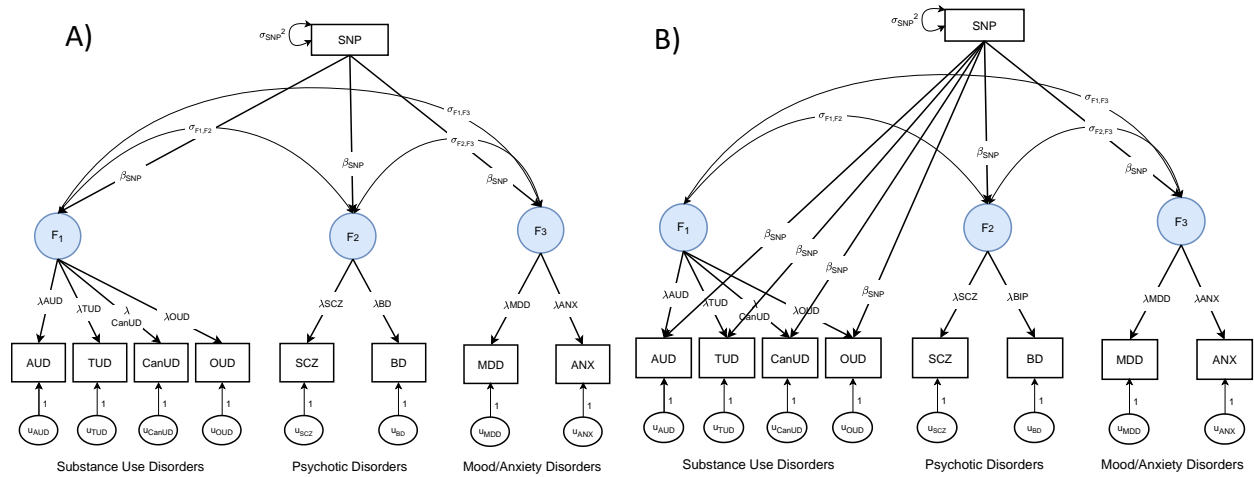 A)
σSNP²
SNP
σF1,F3
σF1,F2
σF2,F3
βSNP
βSNP
βSNP
F1
F2
F3
λAUD
λTUD
λ
CanUD
λOUD
λSCZ
λBD
λMDD
λANX
AUD
TUD
CanUD
OUD
SCZ
BD
MDD
ANX
1
1
1
1
1
1
1
1
uAUD
uTUD
uCanUD
uOUD
uSCZ
uBD
uMDD
uANX
Substance Use Disorders
Psychotic Disorders
Mood/Anxiety Disorders
B)
σSNP²
SNP
σF1,F3
σF1,F2
σF2,F3
βSNP
βSNP
βSNP
βSNP
βSNP
βSNP
F1
F2
F3
λAUD
λTUD
λ
CanUD
λOUD
λSCZ
λBIP
λMDD
λANX
AUD
TUD
CanUD
OUD
SCZ
BD
MDD
ANX
1
1
1
1
1
1
1
1
uAUD
uTUD
uCanUD
uOUD
uSCZ
uBD
uMDD
uANX
Substance Use Disorders
Psychotic Disorders
Mood/Anxiety Disorders